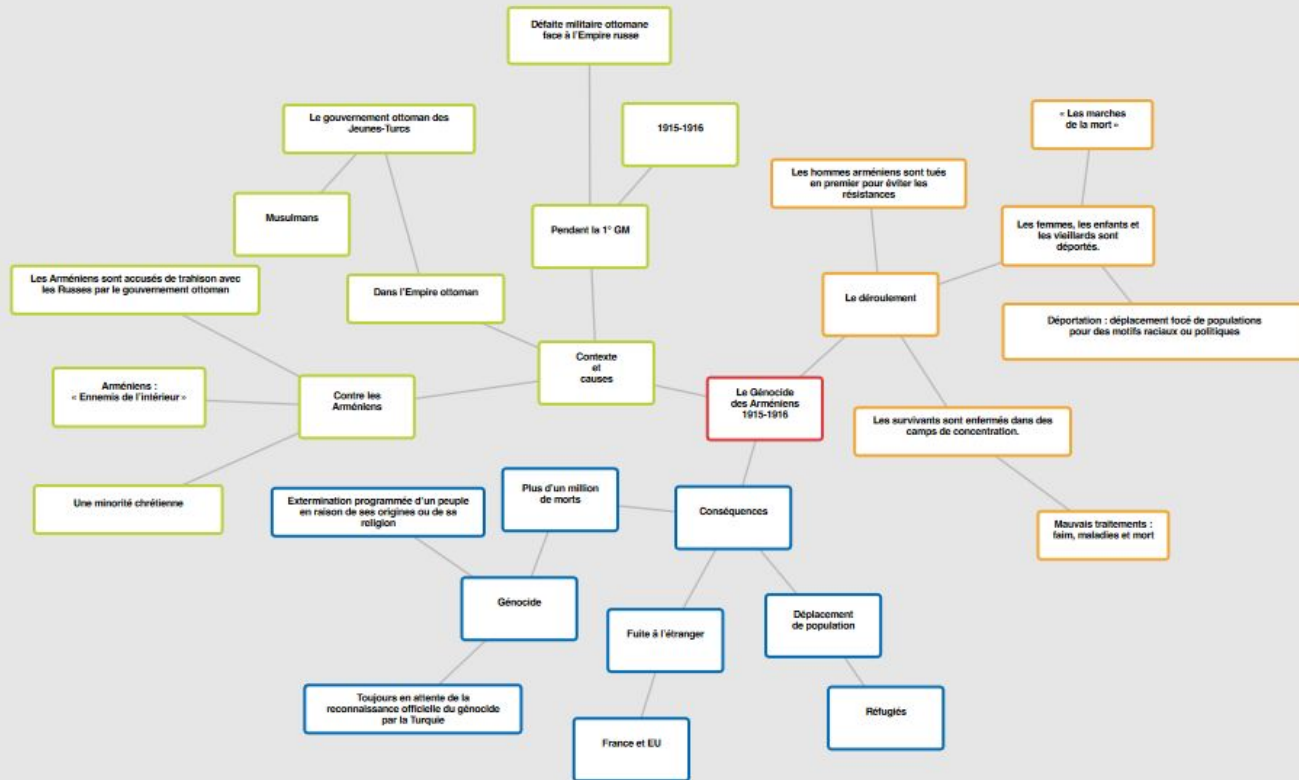 Défaite militaire ottomane
face à l'Empire russe
Le gouvernement ottoman des
Jeunes-Turcs
1915-1916
« Les marches
de la mort »
Les hommes arméniens sont tués
en premier pour éviter les
résistances
Musulmans
Pendant la 1° GM
Les femmes, les enfants et
les vieillards sont
déportés.
Les Arméniens sont accusés de trahison avec
les Russes par le gouvernement ottoman
Dans l'Empire ottoman
Le déroulement
Déportation : déplacement focé de populations
pour des motifs raciaux ou politiques
Contexte
et
causes
Arméniens :
« Ennemis de l'intérieur »
Contre les
Arméniens
Le Génocide
des Arméniens
1915-1916
Les survivants sont enfermés dans des
camps de concentration.
Une minorité chrétienne
Extermination programmée d'un peuple
en raison de ses origines ou de sa
religion
Plus d'un million
de morts
Conséquences
Mauvais traitements :
faim, maladies et mort
Génocide
Fuite à l'étranger
Déplacement
de population
Toujours en attente de la
reconnaissance officielle du génocide
par la Turquie
Réfugiés
France et EU